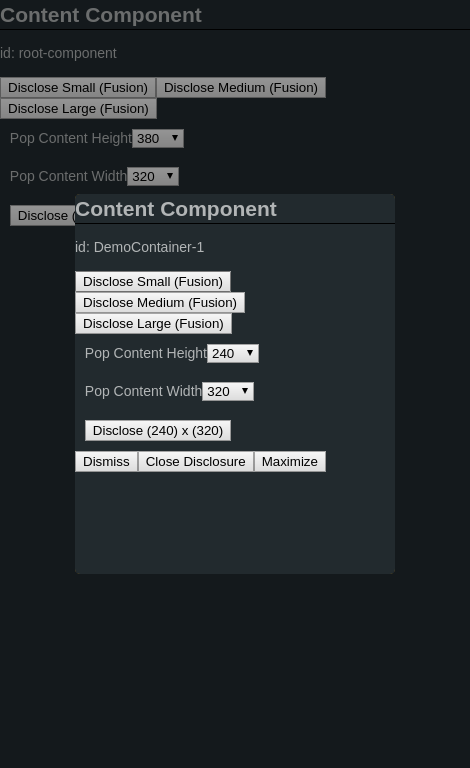 Content Component
id: root-component
Disclose Small (Fusion) Disclose Medium (Fusion)
Disclose Large (Fusion)
Pop Content Height 380
Pop Content Width 320
Disclose (
Content Component
id: DemoContainer-1
Disclose Small (Fusion)
Disclose Medium (Fusion)
Disclose Large (Fusion)
Pop Content Height 240
Pop Content Width 320
Disclose (240) x (320)
Dismiss Close Disclosure Maximize